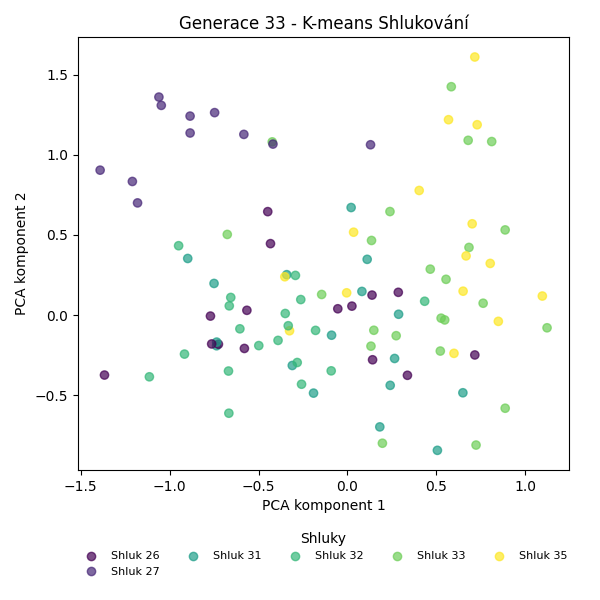 Generace 33 - K-means Shlukování
PCA komponent 2
1.5
1.0
0.5
0.0
−0.5
−1.5 −1.0 −0.5 0.0 0.5 1.0
PCA komponent 1
Shluky
Shluk 26 Shluk 31 Shluk 32 Shluk 33 Shluk 35
Shluk 27